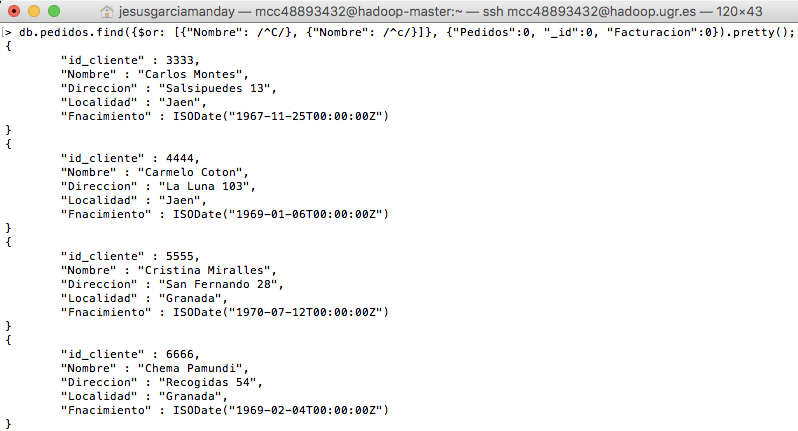 jesusgarciamanday — mcc48893432@hadoop-master:~ — ssh mcc48893432@hadoop.ugr.es — 120×43
[> db.pedidos.find({$or: [{"Nombre": /^C/}, {"Nombre": /^c/}]}, {"Pedidos":0, "_id":0, "Facturacion":0}).pretty();
{
"id_cliente" : 3333,
"Nombre" : "Carlos Montes",
"Direccion" : "Salsipuedes 13",
"Localidad" : "Jaen",
"Fnacimiento" : ISODate("1967-11-25T00:00:00Z")
}
{
"id_cliente" : 4444,
"Nombre" : "Carmelo Coton",
"Direccion" : "La Luna 103",
"Localidad" : "Jaen",
"Fnacimiento" : ISODate("1969-01-06T00:00:00Z")
}
{
"id_cliente" : 5555,
"Nombre" : "Cristina Miralles",
"Direccion" : "San Fernando 28",
"Localidad" : "Granada",
"Fnacimiento" : ISODate("1970-07-12T00:00:00Z")
}
{
"id_cliente" : 6666,
"Nombre" : "Chema Pamundi",
"Direccion" : "Recogidas 54",
"Localidad" : "Granada",
"Fnacimiento" : ISODate("1969-02-04T00:00:00Z")
}